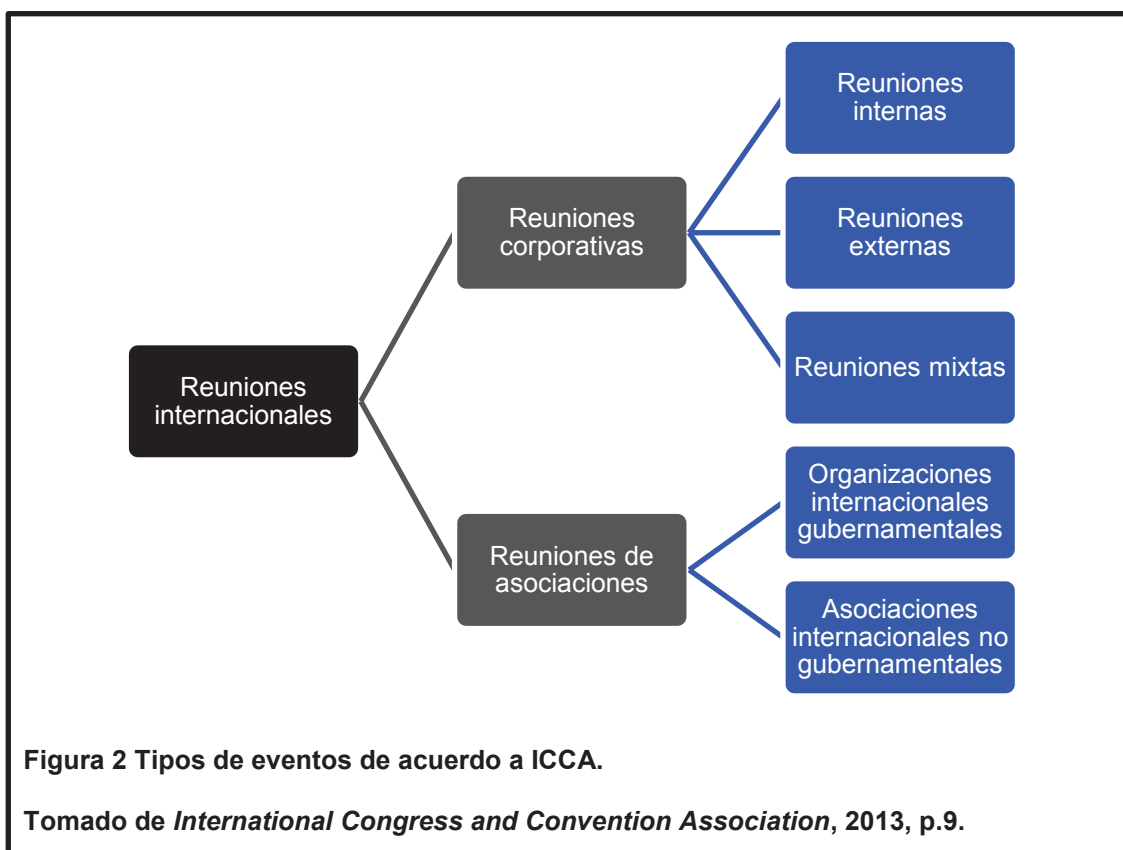 Reuniones
internacionales
Reuniones
corporativas
Reuniones de
asociaciones
Reuniones
internas
Reuniones
externas
Reuniones mixtas
Organizaciones
internacionales
gubernamentales
Asociaciones
internacionales no
gubernamentales
Figura 2 Tipos de eventos de acuerdo a ICCA.
Tomado de International Congress and Convention Association, 2013, p.9.